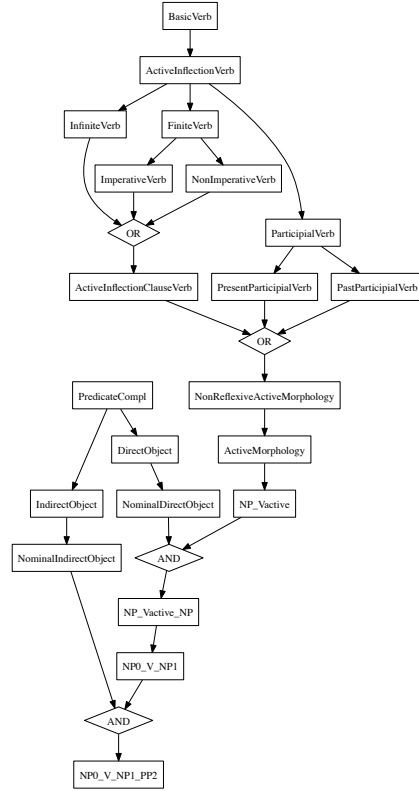 BasicVerb
ActiveInflectionVerb
InfiniteVerb FiniteVerb
ImperativeVerb NonImperativeVerb
OR ParticipialVerb
ActiveInflectionClauseVerb PresentParticipialVerb PastParticipialVerb
OR
PredicateCompl NonReflexiveActiveMorphology
DirectObject ActiveMorphology
IndirectObject NominalDirectObject NP_Vactive
NominalIndirectObject AND
NP_Vactive_NP
NP0_V_NP1
AND
NP0_V_NP1_PP2